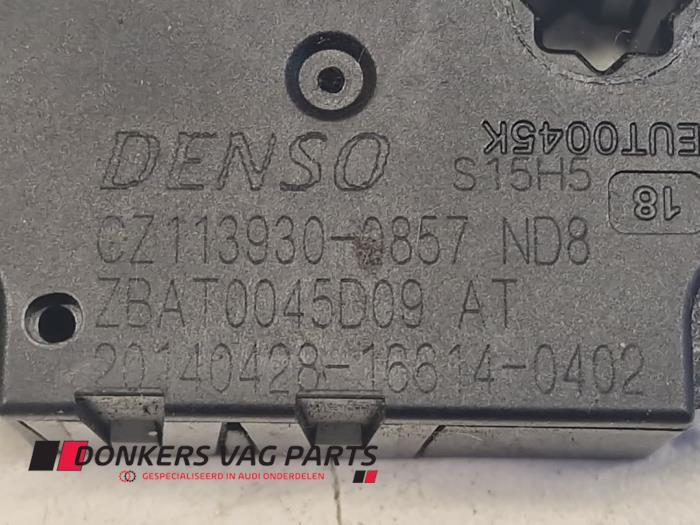 EUT0045K
DENSO S15H5
18
CZ113930-0857 ND8
ZBAT0045D09 AT
20140428-16614-0402
DONKERS VAG PARTS
GESPECIALISEERD IN AUDI ONDERDELEN